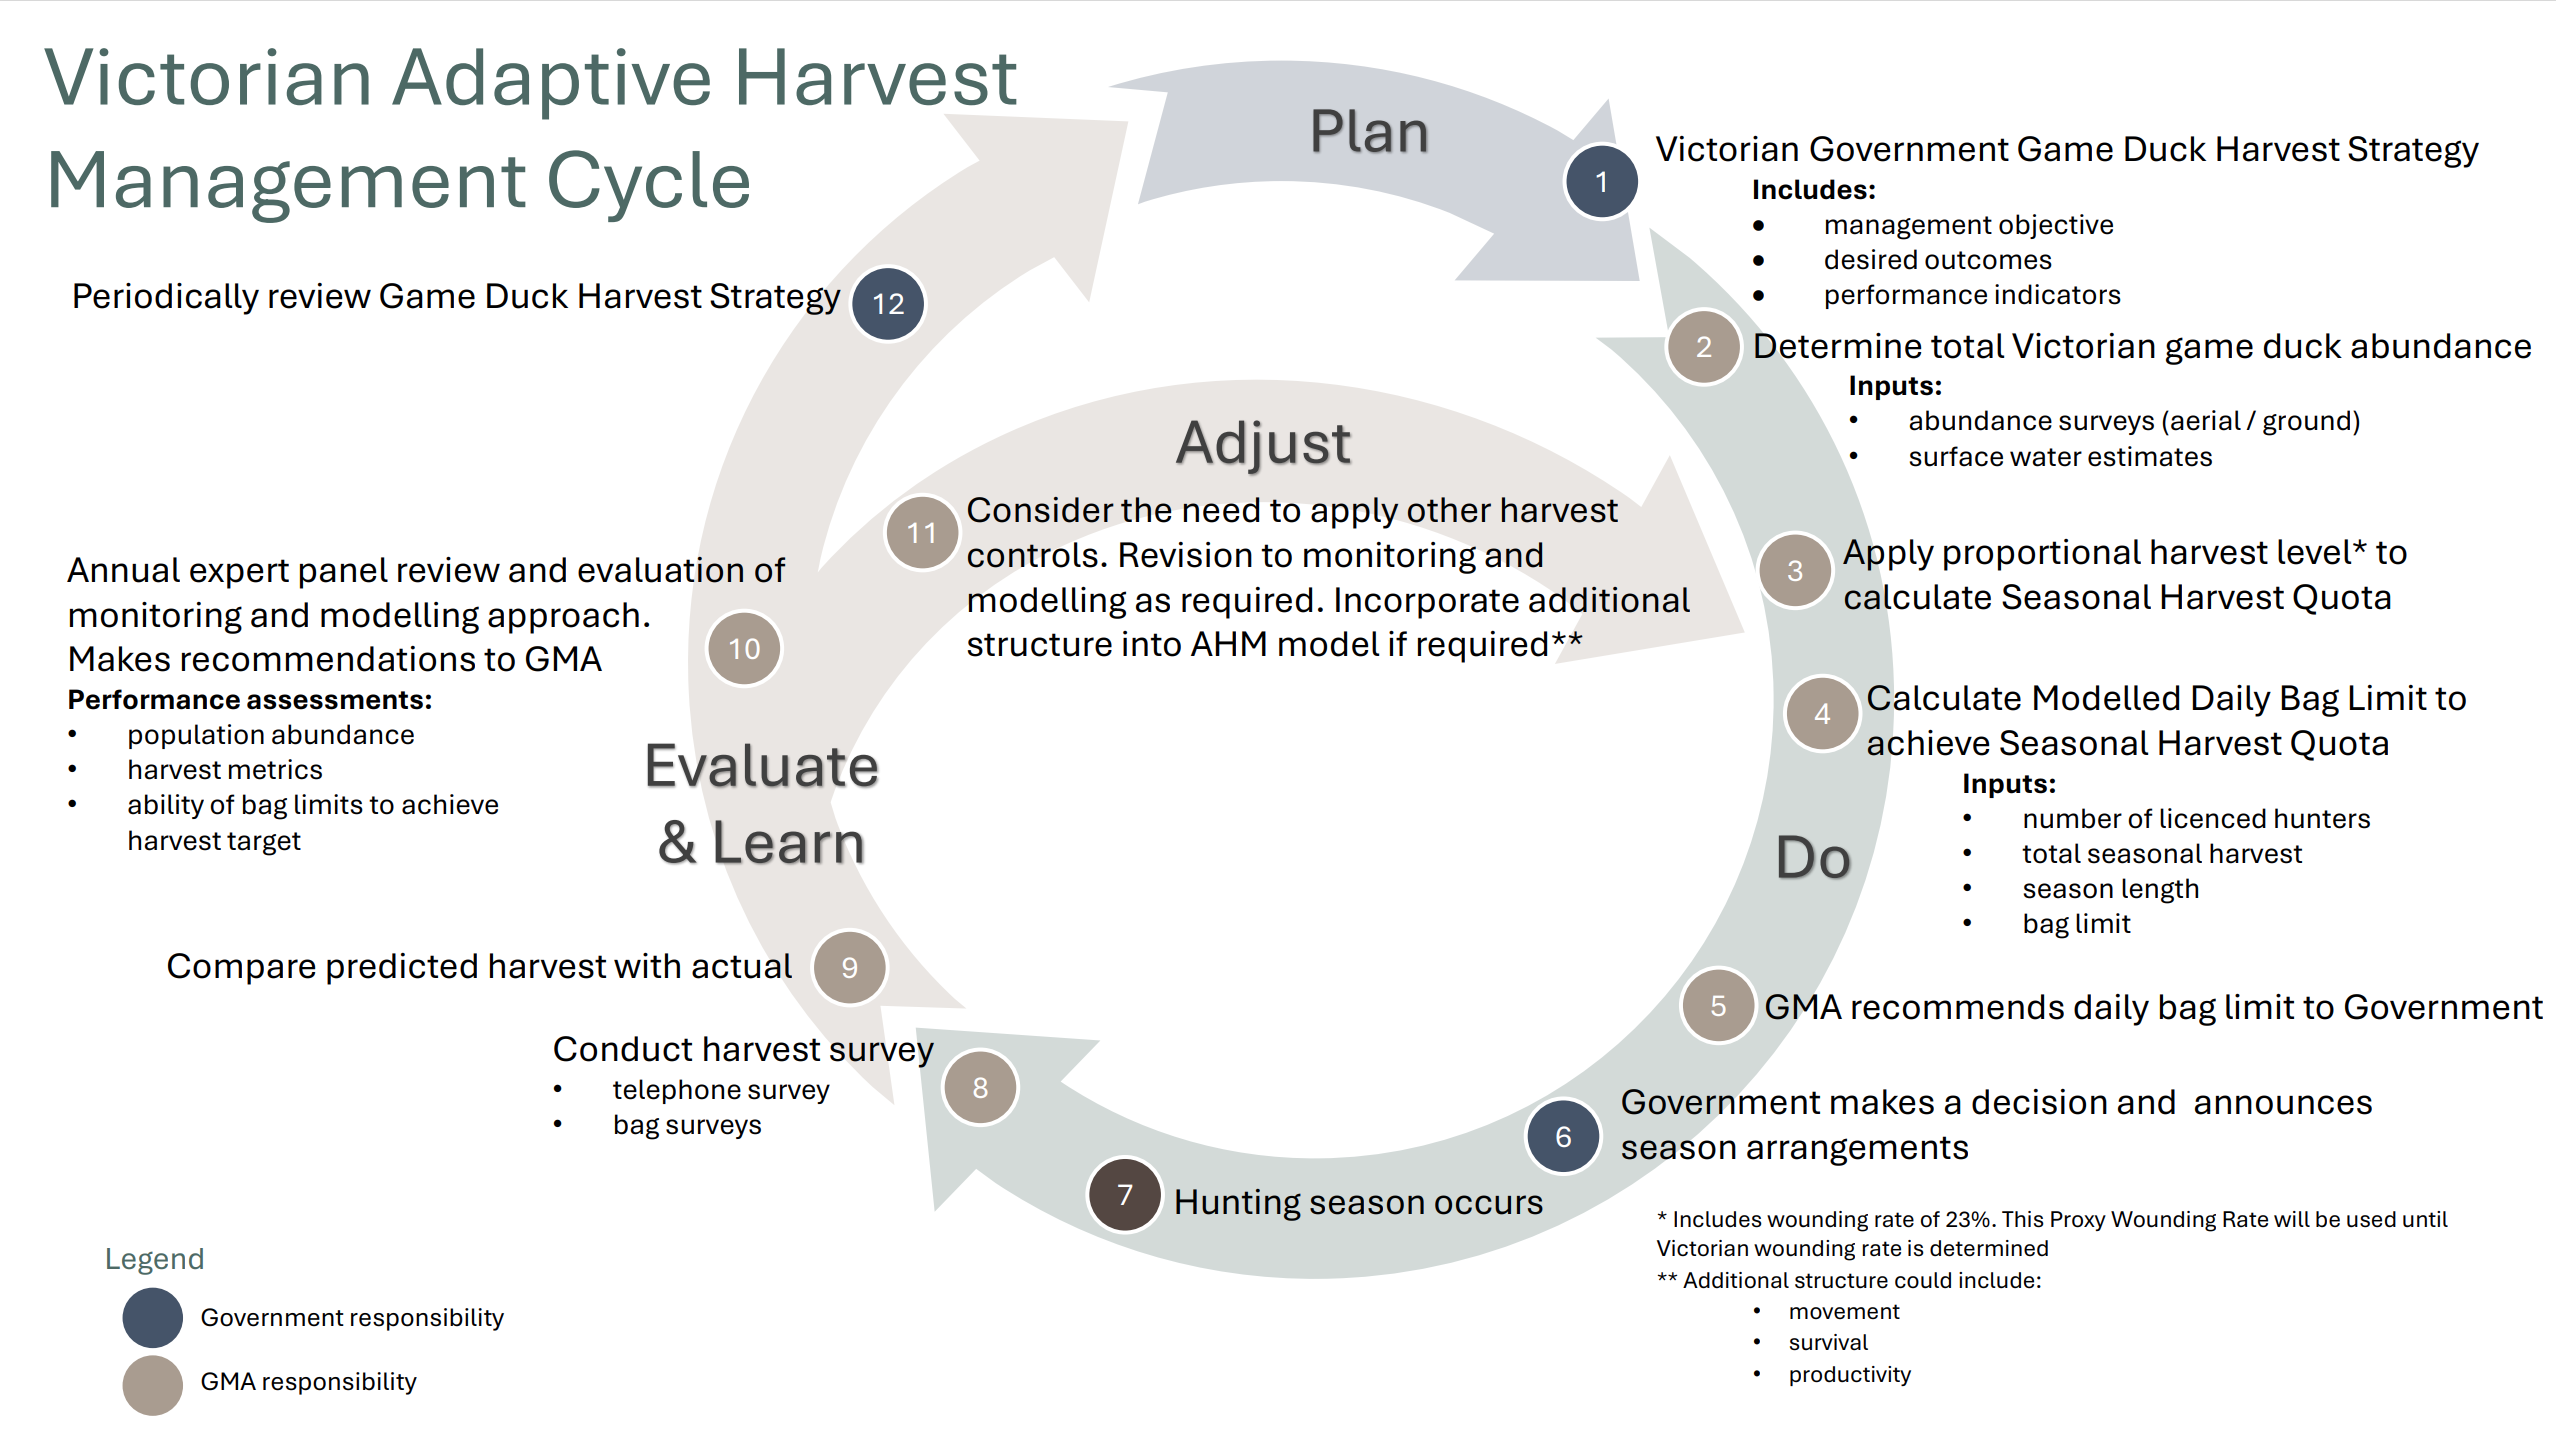 Victorian Adaptive Harvest
Management Cycle
Plan
1
Victorian Government Game Duck Harvest Strategy
Includes:
• management objective
• desired outcomes
• performance indicators
2
Determine total Victorian game duck abundance
Inputs:
• abundance surveys (aerial / ground)
• surface water estimates
3
Apply proportional harvest level* to
calculate Seasonal Harvest Quota
4
Calculate Modelled Daily Bag Limit to
achieve Seasonal Harvest Quota
Inputs:
• number of licenced hunters
• total seasonal harvest
• season length
• bag limit
Do
5
GMA recommends daily bag limit to Government
6
Government makes a decision and announces
season arrangements
7
Hunting season occurs
8
Conduct harvest survey
• telephone survey
• bag surveys
9
Compare predicted harvest with actual
Evaluate
& Learn
10
Annual expert panel review and evaluation of
monitoring and modelling approach.
Makes recommendations to GMA
Performance assessments:
• population abundance
• harvest metrics
• ability of bag limits to achieve
harvest target
Adjust
11
Consider the need to apply other harvest
controls. Revision to monitoring and
modelling as required. Incorporate additional
structure into AHM model if required**
12
Periodically review Game Duck Harvest Strategy
* Includes wounding rate of 23%. This Proxy Wounding Rate will be used until
Victorian wounding rate is determined
** Additional structure could include:
• movement
• survival
• productivity
Legend
Government responsibility
GMA responsibility